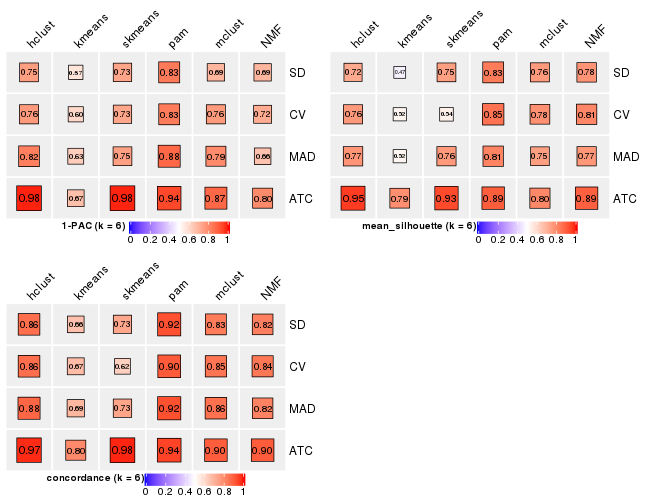 hclust kmeans skmeans pam mclust NMF
0.75 0.57 0.73 0.83 0.69 0.69 SD
0.76 0.60 0.73 0.83 0.76 0.72 CV
0.82 0.63 0.75 0.88 0.79 0.66 MAD
0.98 0.67 0.98 0.94 0.87 0.80 ATC
1-PAC (k = 6)
0 0.2 0.4 0.6 0.8 1
hclust kmeans skmeans pam mclust NMF
0.72 0.47 0.75 0.83 0.76 0.78 SD
0.76 0.52 0.54 0.85 0.78 0.81 CV
0.77 0.52 0.76 0.81 0.75 0.77 MAD
0.95 0.79 0.93 0.89 0.80 0.89 ATC
mean_silhouette (k = 6)
0 0.2 0.4 0.6 0.8 1
hclust kmeans skmeans pam mclust NMF
0.86 0.66 0.73 0.92 0.83 0.82 SD
0.86 0.67 0.62 0.90 0.85 0.84 CV
0.88 0.69 0.73 0.92 0.86 0.82 MAD
0.97 0.80 0.98 0.94 0.90 0.90 ATC
concordance (k = 6)
0 0.2 0.4 0.6 0.8 1